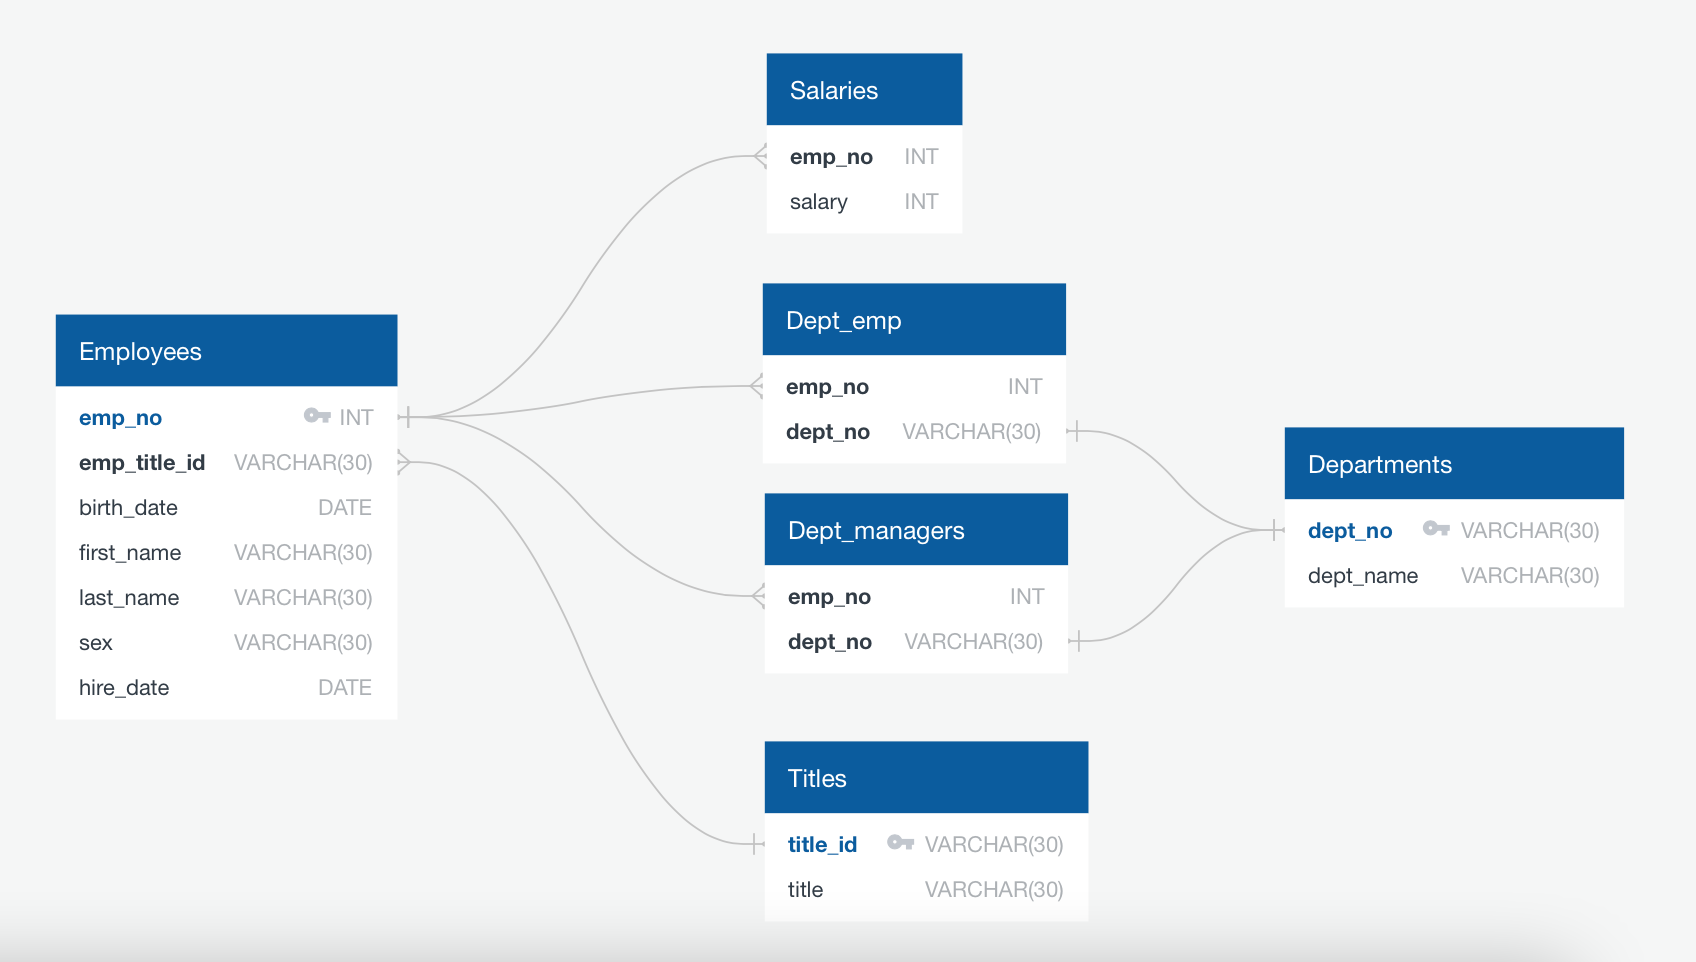 Salaries
emp_no INT
salary INT
Dept_emp
emp_no INT
dept_no VARCHAR(30)
Employees
emp_no INT
emp_title_id VARCHAR(30)
birth_date DATE
first_name VARCHAR(30)
last_name VARCHAR(30)
sex VARCHAR(30)
hire_date DATE
Departments
dept_no VARCHAR(30)
dept_name VARCHAR(30)
Dept_managers
emp_no INT
dept_no VARCHAR(30)
Titles
title_id VARCHAR(30)
title VARCHAR(30)